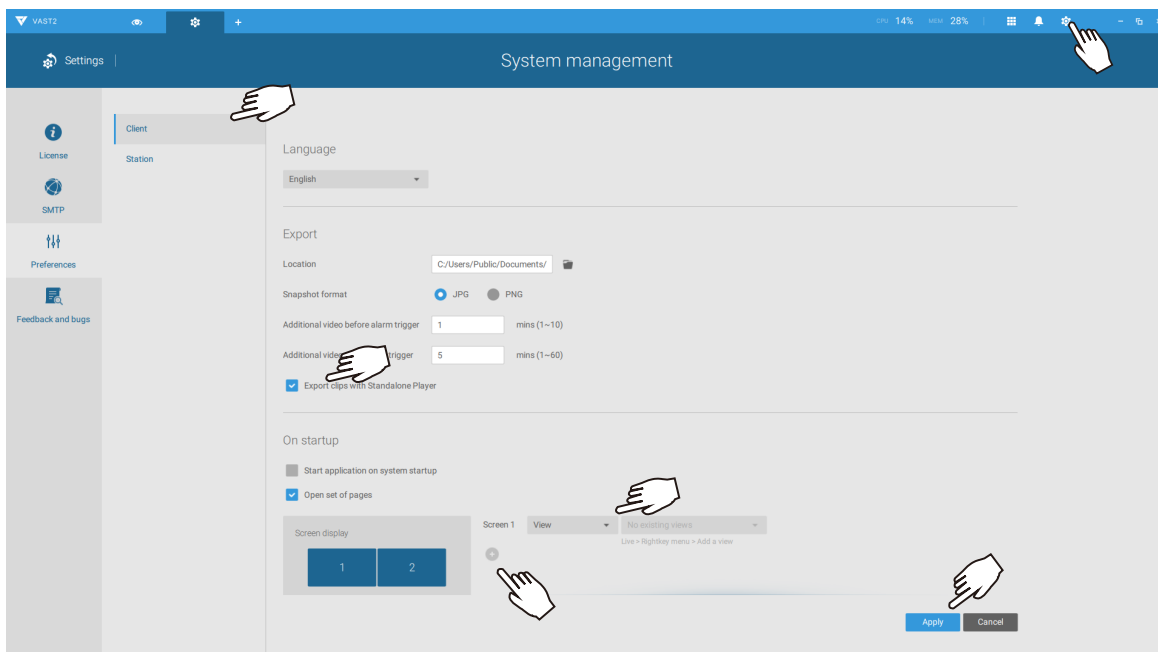 VAST2
+
CPU 14% MEM 28%
Settings
System management
License
SMTP
Preferences
Feedback and bugs
Client
Station
Language
English
Export
Location C:/Users/Public/Documents/
Snapshot format JPG PNG
Additional video before alarm trigger 1 mins (1~10)
Additional vide trigger 5 mins (1~60)
Export clips with Standalone Player
On startup
Start application on system startup
Open set of pages
Screen display
1 2
Screen 1 View No existing views
Live > Rightkey menu > Add a view
+
Apply Cancel